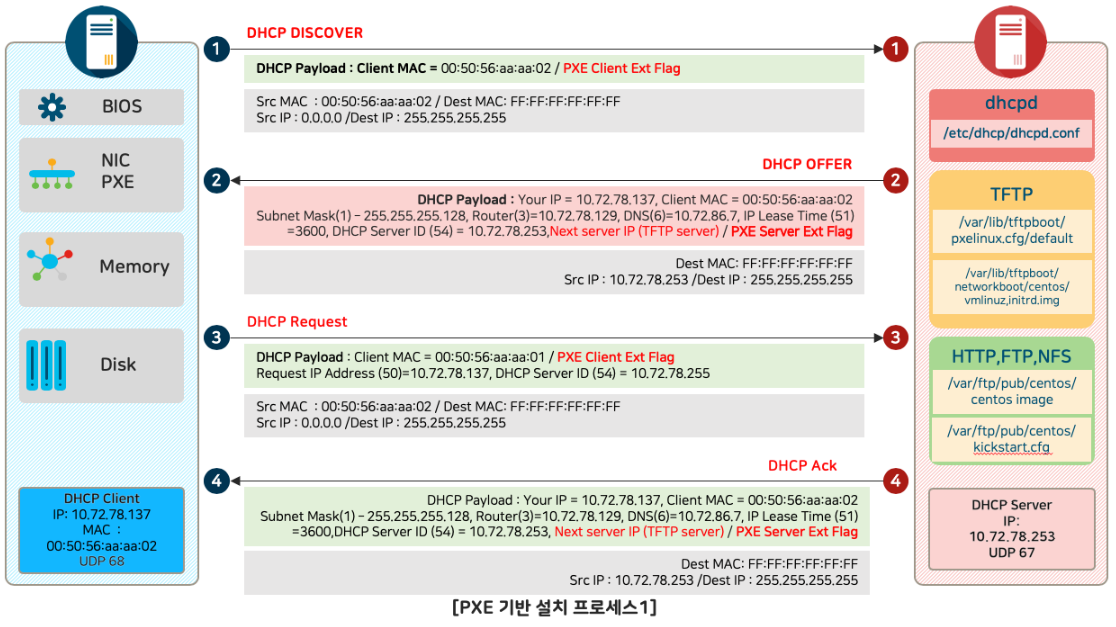 BIOS
NIC
PXE
Memory
Disk
DHCP Client
IP: 10.72.78.137
MAC :
00:50:56:aa:aa:02
UDP 68
DHCP DISCOVER
1
1
DHCP Payload : Client MAC = 00:50:56:aa:aa:02 / PXE Client Ext Flag
Src MAC : 00:50:56:aa:aa:02 / Dest MAC: FF:FF:FF:FF:FF:FF
Src IP : 0.0.0.0 /Dest IP : 255.255.255.255
DHCP OFFER
2
2
DHCP Payload : Your IP = 10.72.78.137, Client MAC = 00:50:56:aa:aa:02
Subnet Mask(1) – 255.255.255.128, Router(3)=10.72.78.129, DNS(6)=10.72.86.7, IP Lease Time (51)
=3600, DHCP Server ID (54) = 10.72.78.253,Next server IP (TFTP server) / PXE Server Ext Flag
Dest MAC: FF:FF:FF:FF:FF:FF
Src IP : 10.72.78.253 /Dest IP : 255.255.255.255
DHCP Request
3
3
DHCP Payload : Client MAC = 00:50:56:aa:aa:01 / PXE Client Ext Flag
Request IP Address (50)=10.72.78.137, DHCP Server ID (54) = 10.72.78.255
Src MAC : 00:50:56:aa:aa:02 / Dest MAC: FF:FF:FF:FF:FF:FF
Src IP : 0.0.0.0 /Dest IP : 255.255.255.255
DHCP Ack
4
4
DHCP Payload : Your IP = 10.72.78.137, Client MAC = 00:50:56:aa:aa:02
Subnet Mask(1) – 255.255.255.128, Router(3)=10.72.78.129, DNS(6)=10.72.86.7, IP Lease Time (51)
=3600,DHCP Server ID (54) = 10.72.78.253, Next server IP (TFTP server) / PXE Server Ext Flag
Dest MAC: FF:FF:FF:FF:FF:FF
Src IP : 10.72.78.253 /Dest IP : 255.255.255.255
dhcpd
/etc/dhcp/dhcpd.conf
TFTP
/var/lib/tftpboot/
pxelinux.cfg/default
/var/lib/tftpboot/
networkboot/centos/
vmlinuz,initrd.img
HTTP,FTP,NFS
/var/ftp/pub/centos/
centos image
/var/ftp/pub/centos/
kickstart.cfg
DHCP Server
IP:
10.72.78.253
UDP 67
[PXE 기반 설치 프로세스1]